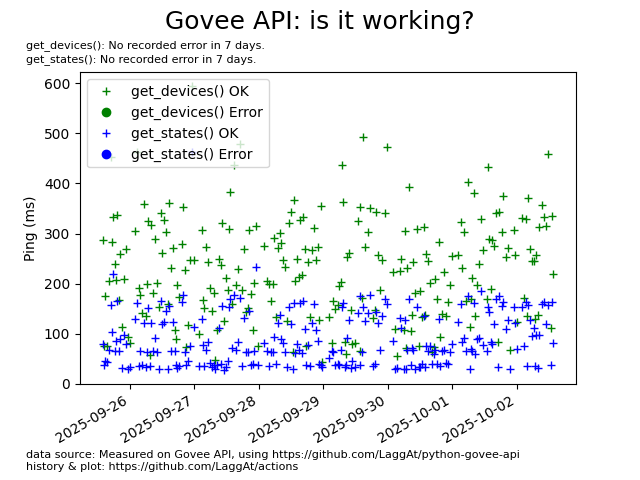 Govee API: is it working?
get_devices(): No recorded error in 7 days.
get_states(): No recorded error in 7 days.
get_devices() OK
get_devices() Error
get_states() OK
get_states() Error
Ping (ms)
600
500
400
300
200
100
0
2025-09-26
2025-09-27
2025-09-28
2025-09-29
2025-09-30
2025-10-01
2025-10-02
data source: Measured on Govee API, using https://github.com/LaggAt/python-govee-api
history & plot: https://github.com/LaggAt/actions